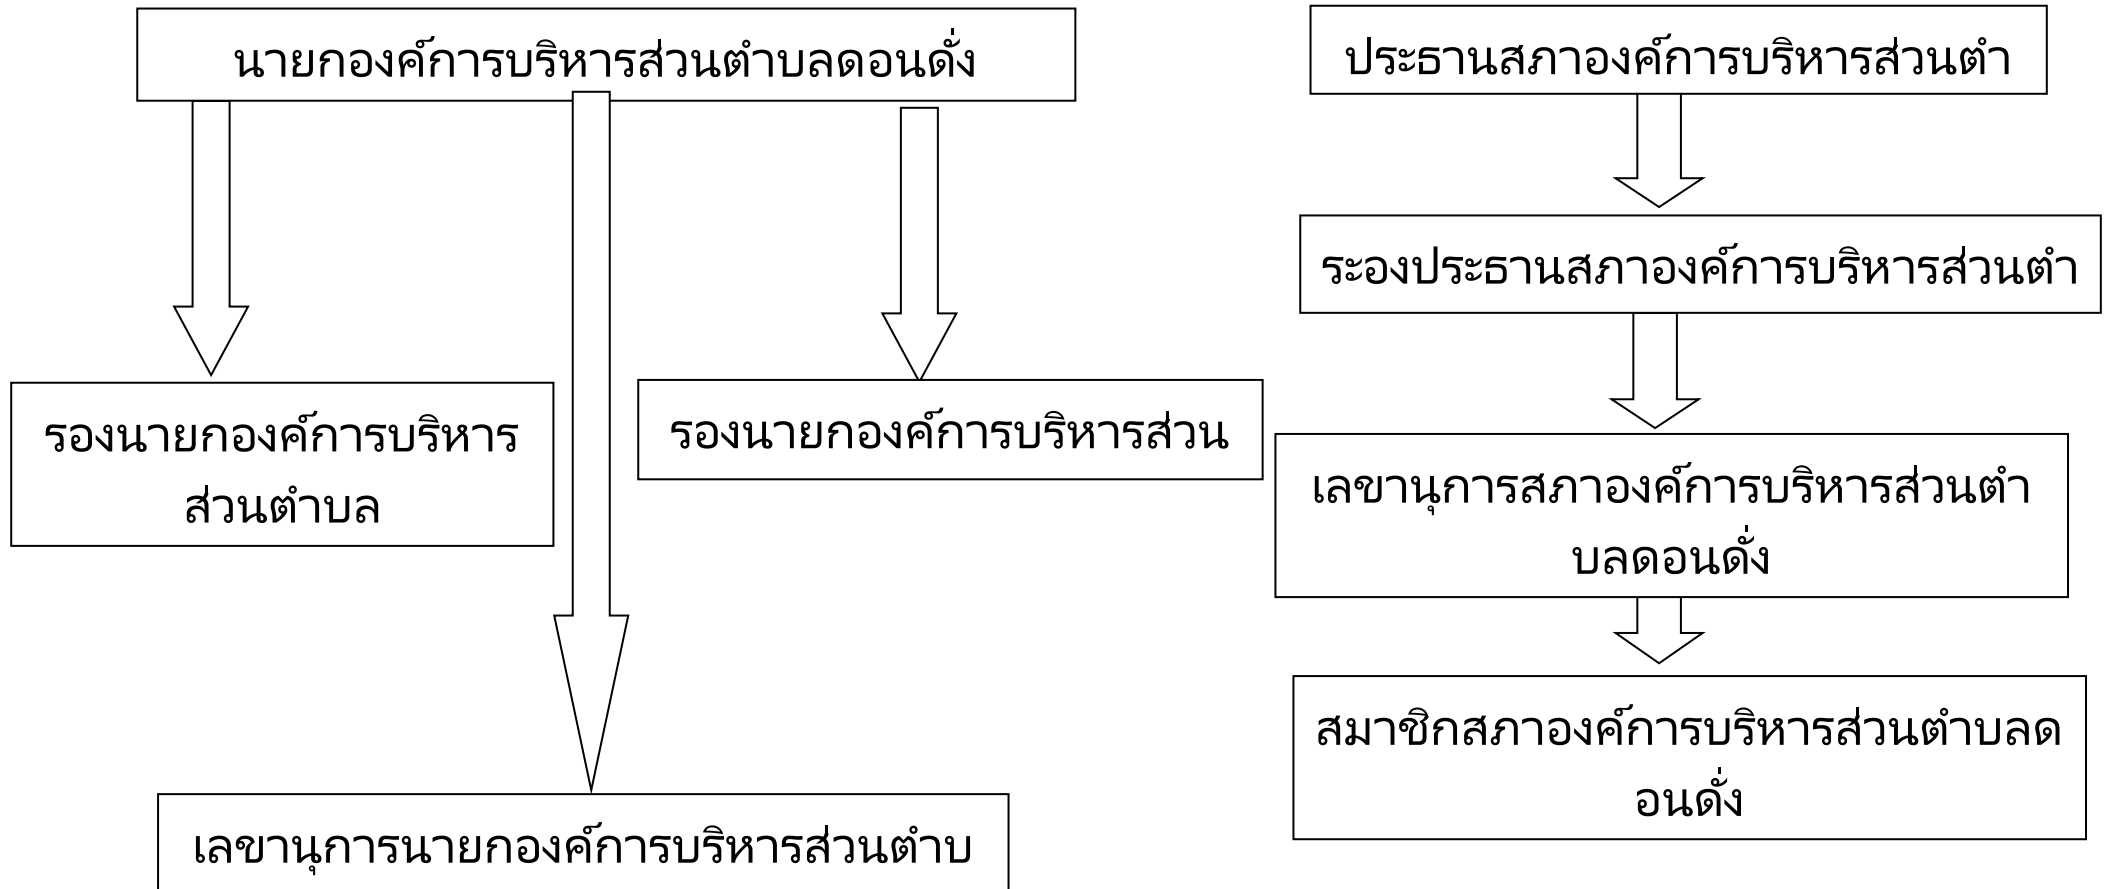 นายกองค์การบริหารส่วนตำบลดอนดั่ง
รองนายกองค์การบริหาร
ส่วนตำบล
รองนายกองค์การบริหารส่วน
เลขานุการนายกองค์การบริหารส่วนตำบ
ประธานสภาองค์การบริหารส่วนตำ
ระองประธานสภาองค์การบริหารส่วนตำ
เลขานุการสภาองค์การบริหารส่วนตำ
บลดอนดั่ง
สมาชิกสภาองค์การบริหารส่วนตำบลด
อนดั่ง